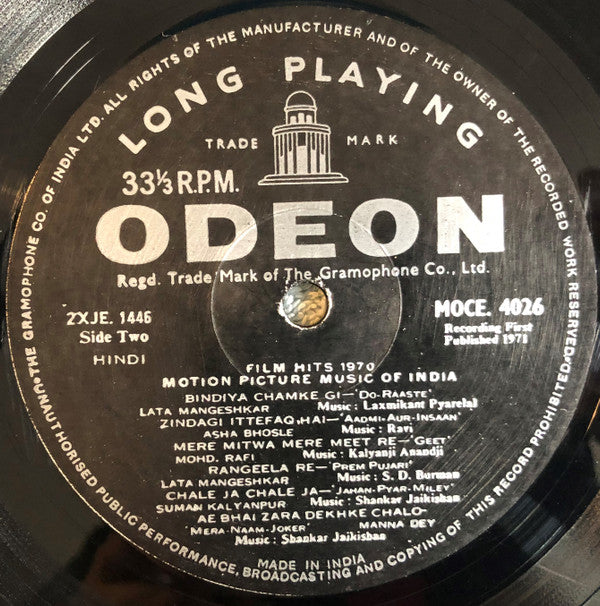 THE GRAMOPHONE CO. OF INDIA LTD. ALL RIGHTS OF THE MANUFACTURER AND OF THE OWNER OF THE RECORDED WORK RESERVED
LONG PLAYING
TRADE MARK
33⅓ R.P.M.
ODEON
Regd. Trade Mark of The Gramophone Co., Ltd.
2XJE. 1446
Side Two
HINDI
MOCE. 4026
Recording First
Published 1971
FILM HITS 1970
MOTION PICTURE MUSIC OF INDIA
BINDIYA CHAMKE GI—'DO-RAASTE'
LATA MANGESHKAR Music : Laxmikant Pyarelal
ZINDAGI ITTEFAQ HAI—'AADMI-AUR-INSAAN'
ASHA BHOSLE Music : Ravi
MERE MITWA MERE MEET RE—'GEET'
MOHD. RAFI Music : Kalyanji Anandji
RANGEELA RE—'PREM PUJARI'
LATA MANGESHKAR Music : S. D. Burman
CHALE JA CHALE JA—'JAHAN-PYAR-MILEY'
SUMAN KALYANPUR Music : Shankar Jaikishan
AE BHAI ZARA DEKHKE CHALO—
'MERA-NAAM-JOKER' MANNA DEY
Music : Shankar Jaikishan
MADE IN INDIA
UNAUTHORISED PUBLIC PERFORMANCE, BROADCASTING AND COPYING OF THIS RECORD PROHIBITED